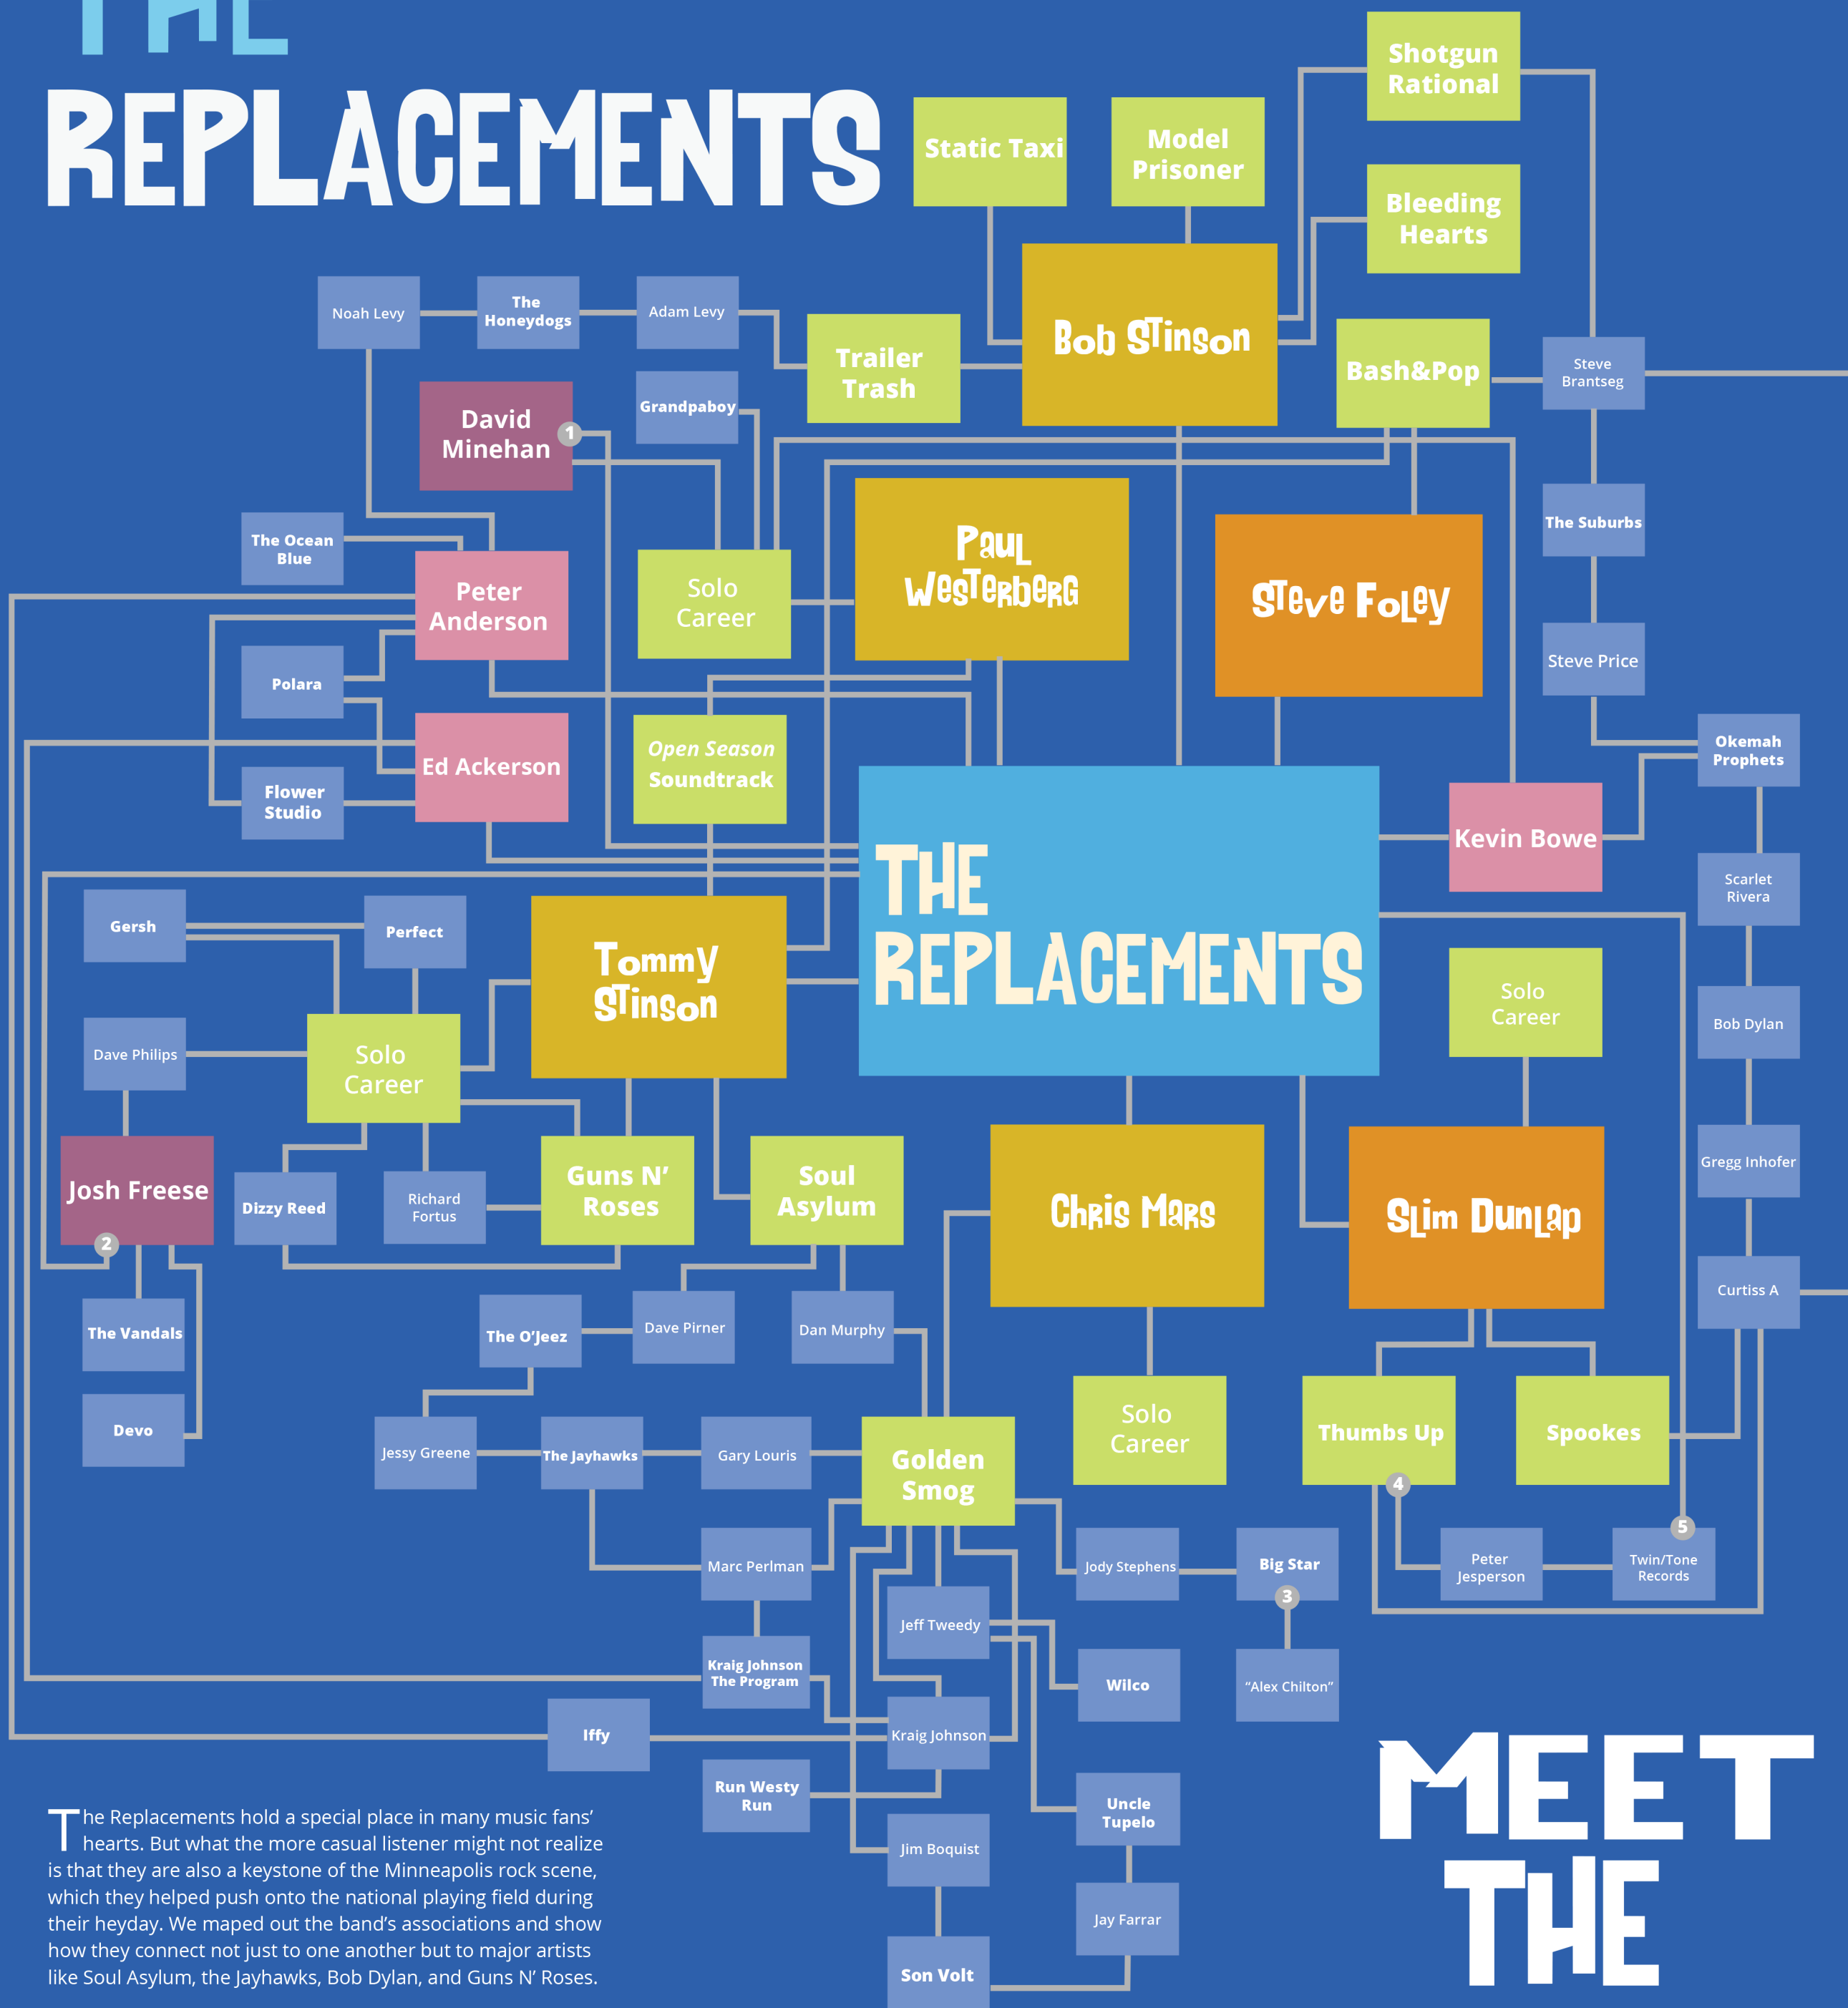 THE
REPLACEMENTS
Shotgun
Rational
Static Taxi
Model
Prisoner
Bleeding
Hearts
Bob Stinson
Noah Levy
The
Honeydogs
Adam Levy
Trailer
Trash
Bash&Pop
Steve
Brantseg
David
Minehan
1
Grandpaboy
The Suburbs
The Ocean
Blue
Peter
Anderson
Solo
Career
Paul
Westerberg
Steve Foley
Steve Price
Polara
Ed Ackerson
Flower
Studio
Open Season
Soundtrack
Okemah
Prophets
Kevin Bowe
THE
REPLACEMENTS
Scarlet
Rivera
Gersh
Perfect
Tommy
Stinson
Solo
Career
Bob Dylan
Dave Philips
Solo
Career
Josh Freese
2
Dizzy Reed
Richard
Fortus
Guns N’
Roses
Soul
Asylum
Chris Mars
Slim Dunlap
Gregg Inhofer
Curtiss A
The Vandals
Devo
The O’Jeez
Dave Pirner
Dan Murphy
Solo
Career
Thumbs Up
4
Spookes
Jessy Greene
The Jayhawks
Gary Louris
Golden
Smog
5
Marc Perlman
Jody Stephens
Big Star
3
Peter
Jesperson
Twin/Tone
Records
Jeff Tweedy
Kraig Johnson
The Program
Wilco
“Alex Chilton”
Iffy
Kraig Johnson
Run Westy
Run
Uncle
Tupelo
Jim Boquist
Jay Farrar
Son Volt
The Replacements hold a special place in many music fans’
hearts. But what the more casual listener might not realize
is that they are also a keystone of the Minneapolis rock scene,
which they helped push onto the national playing field during
their heyday. We maped out the band’s associations and show
how they connect not just to one another but to major artists
like Soul Asylum, the Jayhawks, Bob Dylan, and Guns N’ Roses.
MEET
THE